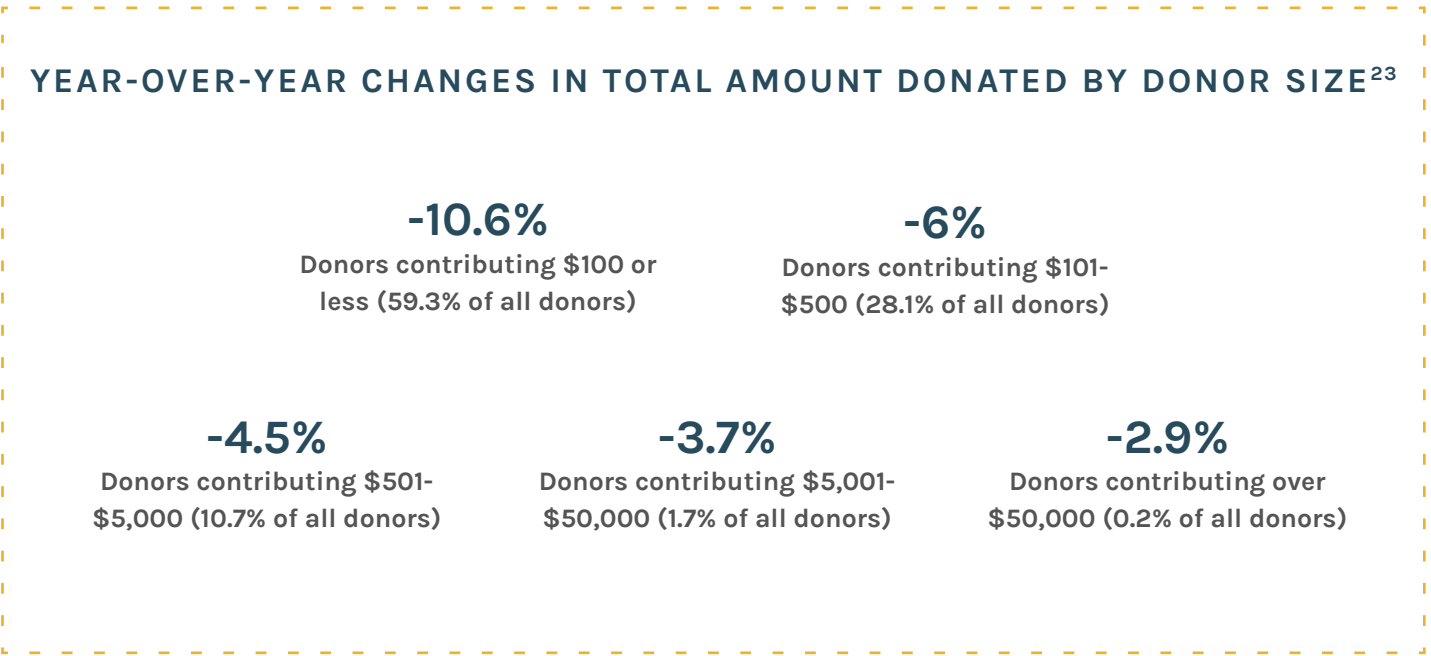 YEAR-OVER-YEAR CHANGES IN TOTAL AMOUNT DONATED BY DONOR SIZE²³
-10.6%
Donors contributing $100 or
less (59.3% of all donors)
-6%
Donors contributing $101-
$500 (28.1% of all donors)
-4.5%
Donors contributing $501-
$5,000 (10.7% of all donors)
-3.7%
Donors contributing $5,001-
$50,000 (1.7% of all donors)
-2.9%
Donors contributing over
$50,000 (0.2% of all donors)